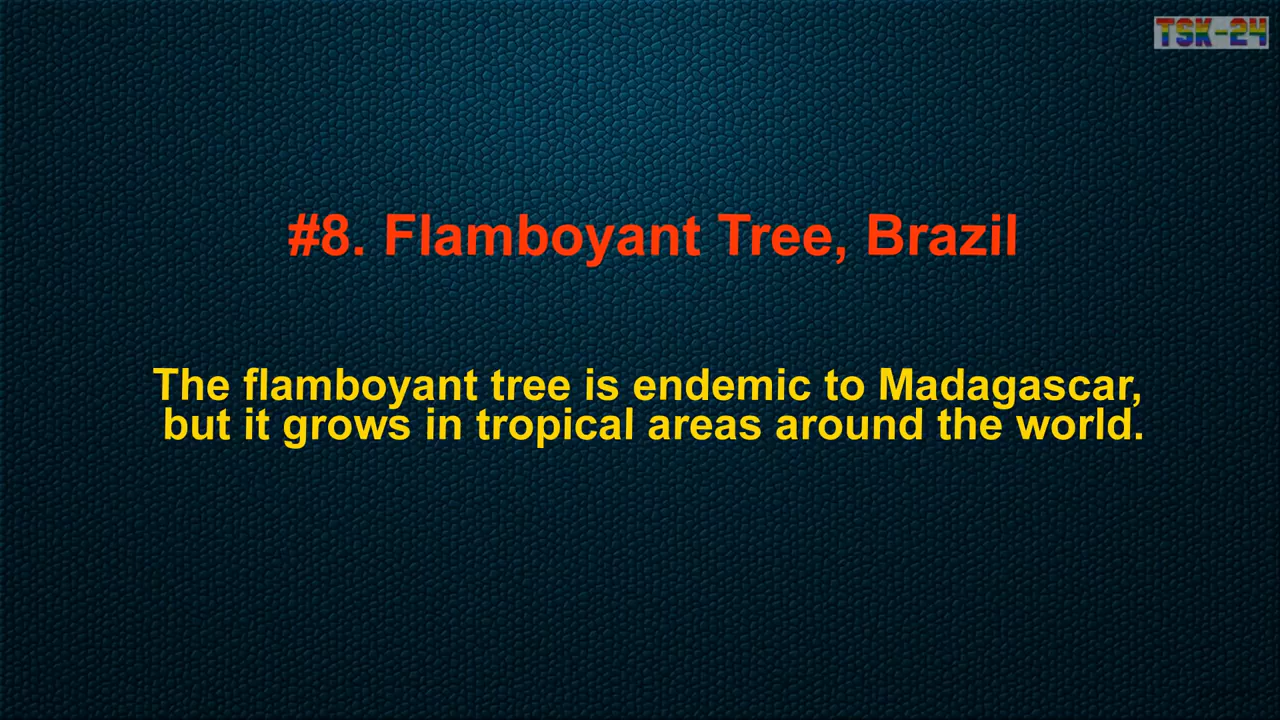 TSK-24
#8. Flamboyant Tree, Brazil
The flamboyant tree is endemic to Madagascar,
but it grows in tropical areas around the world.